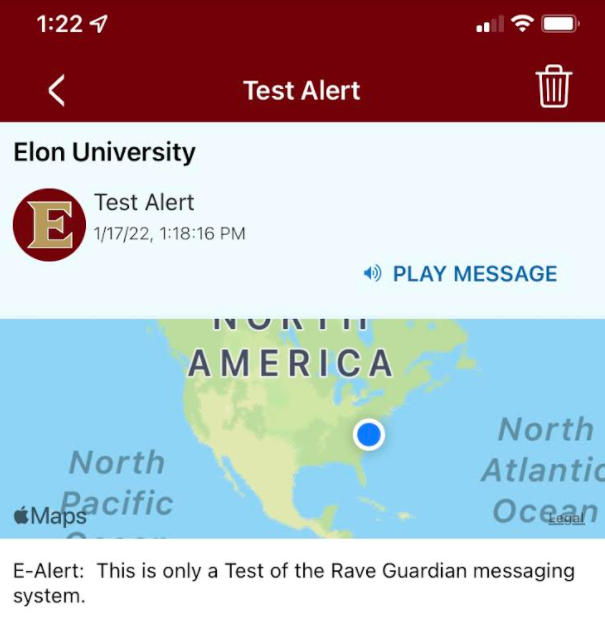 1:22
Test Alert
Elon University
E
Test Alert
1/17/22, 1:18:16 PM
PLAY MESSAGE
NORTH
AMERICA
North
Atlantic
Ocean
North
Pacific
Ocean
Maps
Legal
E-Alert:  This is only a Test of the Rave Guardian messaging
system.